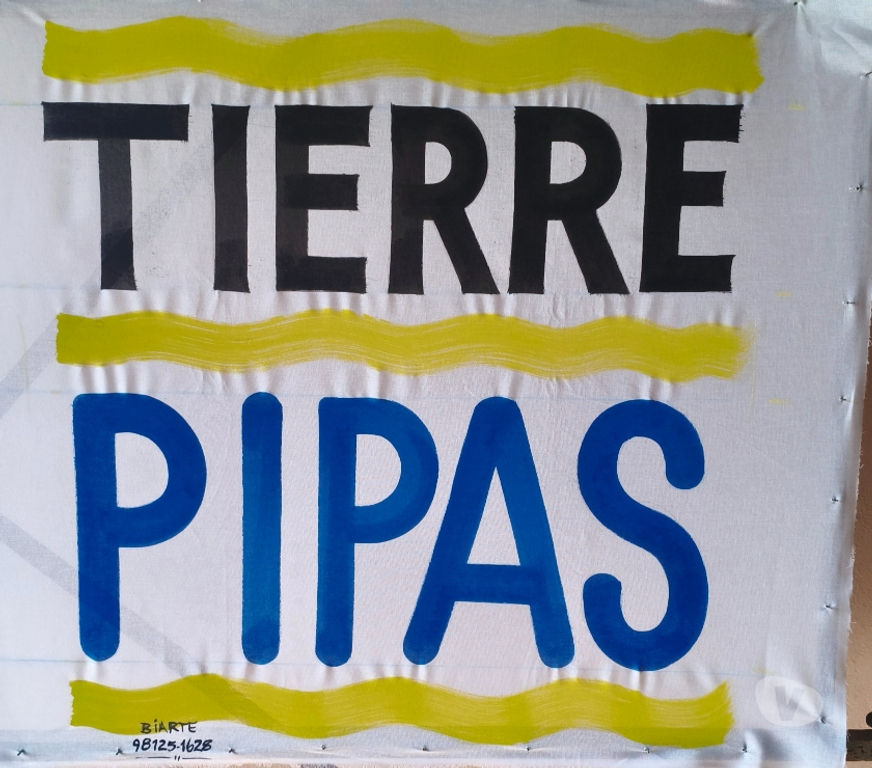 TIERRE
PIPAS
BiARTE
98125-1628